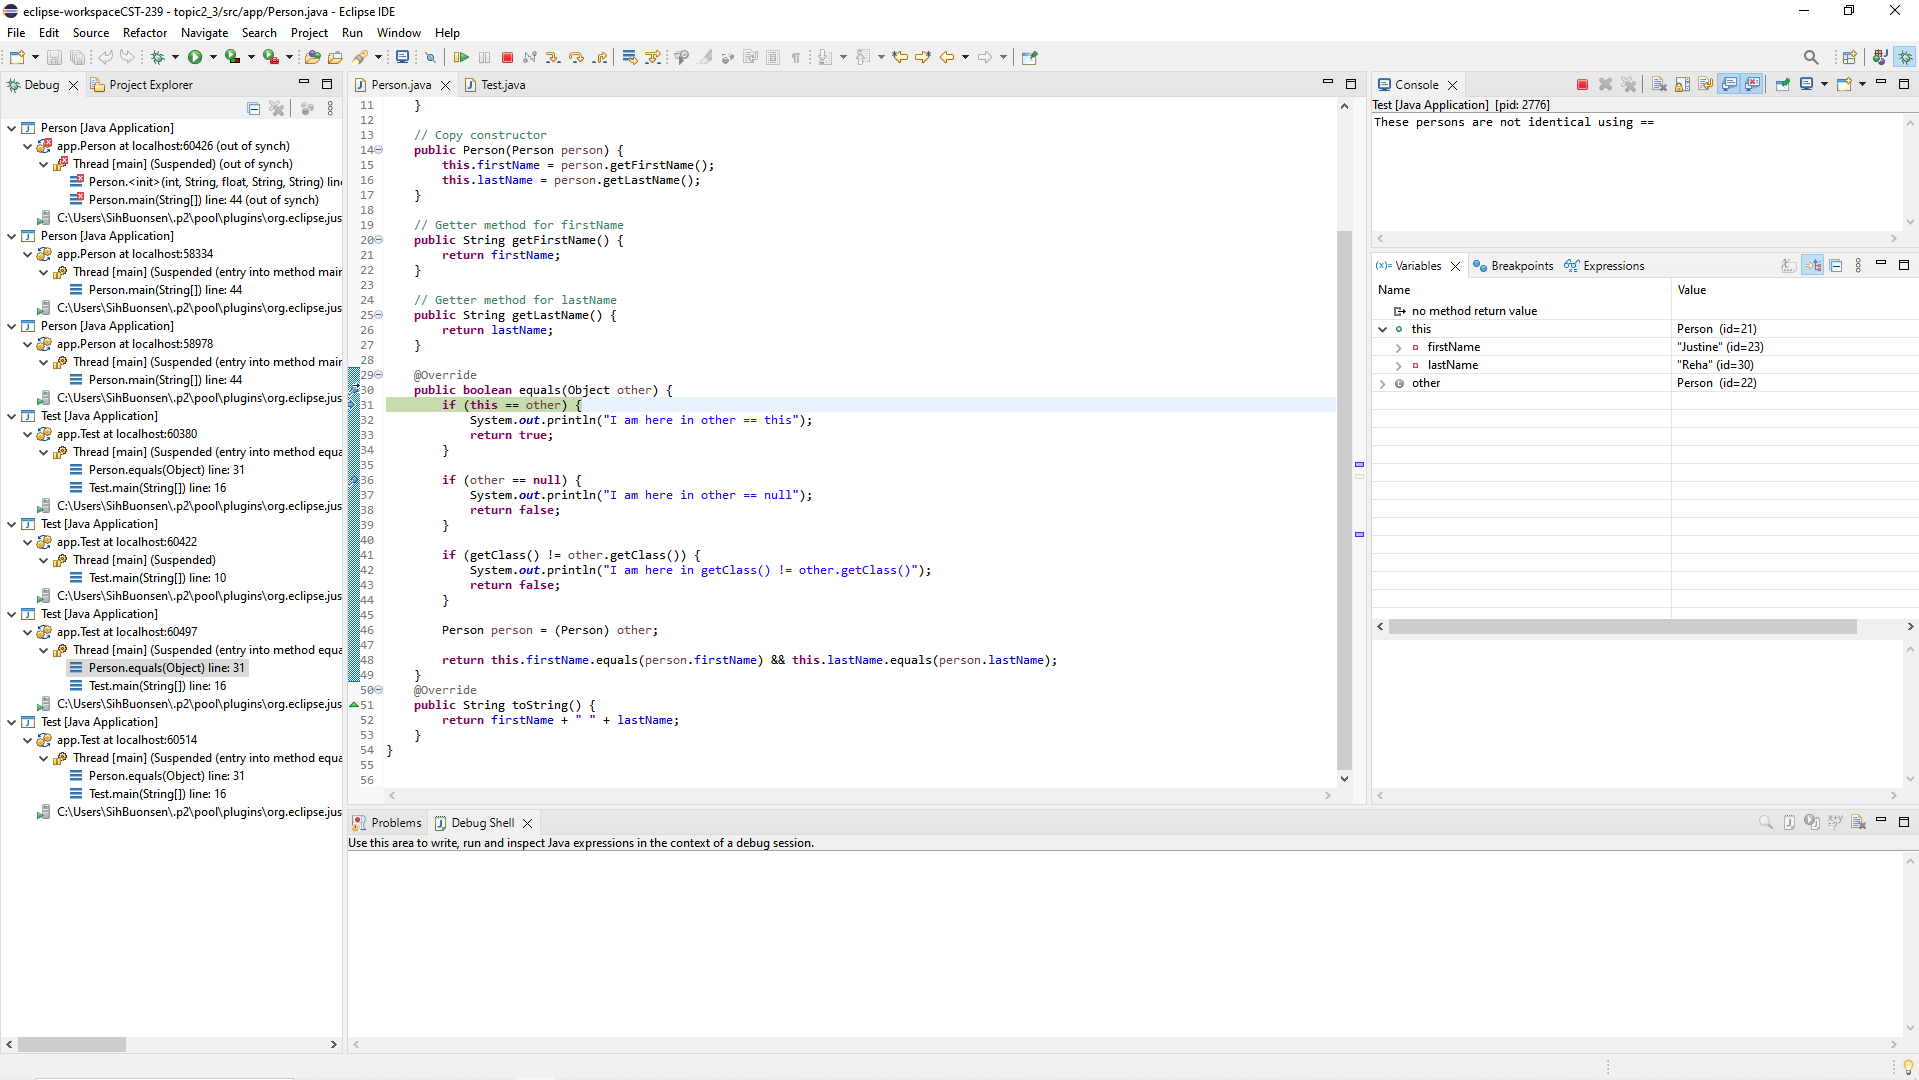 eclipse-workspaceCST-239 - topic2_3/src/app/Person.java - Eclipse IDE
File Edit Source Refactor Navigate Search Project Run Window Help
Debug
Project Explorer
Person [Java Application]
app.Person at localhost:60426 (out of synch)
Thread [main] (Suspended) (out of synch)
Person.<init>(int, String, float, String, String) line
Person.main(String[]) line: 44 (out of synch)
C:\Users\SihBuonsen\.p2\pool\plugins\org.eclipse.jus
Person [Java Application]
app.Person at localhost:58334
Thread [main] (Suspended (entry into method mair
Person.main(String[]) line: 44
C:\Users\SihBuonsen\.p2\pool\plugins\org.eclipse.jus
Person [Java Application]
app.Person at localhost:58978
Thread [main] (Suspended (entry into method mair
Person.main(String[]) line: 44
C:\Users\SihBuonsen\.p2\pool\plugins\org.eclipse.jus
Test [Java Application]
app.Test at localhost:60380
Thread [main] (Suspended (entry into method equa
Person.equals(Object) line: 31
Test.main(String[]) line: 16
C:\Users\SihBuonsen\.p2\pool\plugins\org.eclipse.jus
Test [Java Application]
app.Test at localhost:60422
Thread [main] (Suspended)
Test.main(String[]) line: 10
C:\Users\SihBuonsen\.p2\pool\plugins\org.eclipse.jus
Test [Java Application]
app.Test at localhost:60497
Thread [main] (Suspended (entry into method equa
Person.equals(Object) line: 31
Test.main(String[]) line: 16
C:\Users\SihBuonsen\.p2\pool\plugins\org.eclipse.jus
Test [Java Application]
app.Test at localhost:60514
Thread [main] (Suspended (entry into method equa
Person.equals(Object) line: 31
Test.main(String[]) line: 16
C:\Users\SihBuonsen\.p2\pool\plugins\org.eclipse.jus
Person.java
Test.java
11 }
12
13 // Copy constructor
14 public Person(Person person) {
15 this.firstName = person.getFirstName();
16 this.lastName = person.getLastName();
17 }
18
19 // Getter method for firstName
20 public String getFirstName() {
21 return firstName;
22 }
23
24 // Getter method for lastName
25 public String getLastName() {
26 return lastName;
27 }
28
29 @Override
30 public boolean equals(Object other) {
31 if (this == other) {
32 System.out.println("I am here in other == this");
33 return true;
34 }
35
36 if (other == null) {
37 System.out.println("I am here in other == null");
38 return false;
39 }
40
41 if (getClass() != other.getClass()) {
42 System.out.println("I am here in getClass() != other.getClass()");
43 return false;
44 }
45
46 Person person = (Person) other;
47
48 return this.firstName.equals(person.firstName) && this.lastName.equals(person.lastName);
49 }
50 @Override
51 public String toString() {
52 return firstName + " " + lastName;
53 }
54 }
55
56
Console
Test [Java Application] [pid: 2776]
These persons are not identical using ==
(x)= Variables
Breakpoints
Expressions
Name Value
no method return value
this Person (id=21)
firstName "Justine" (id=23)
lastName "Reha" (id=30)
other Person (id=22)
Problems
Debug Shell
Use this area to write, run and inspect Java expressions in the context of a debug session.